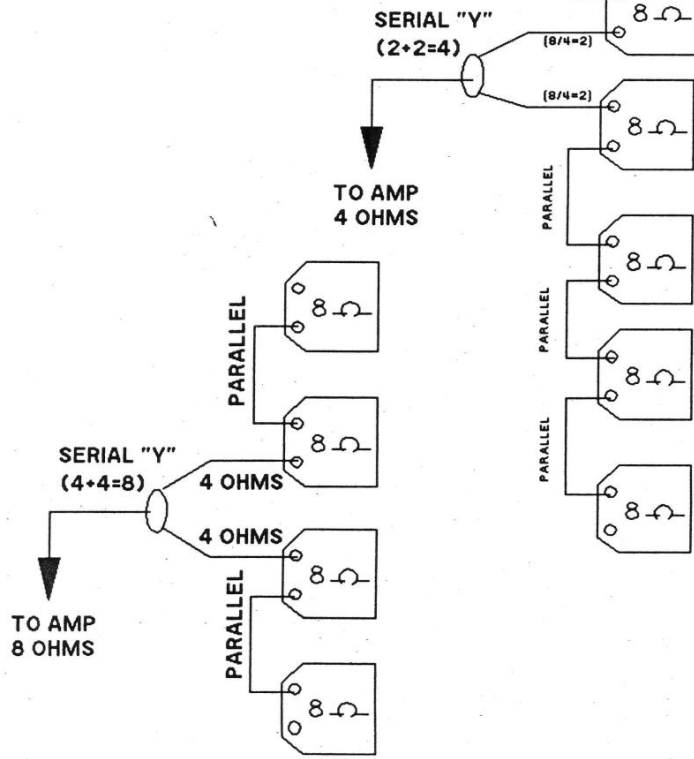 SERIAL "Y"
(2+2=4)
(8/4=2)
8 Ω
(8/4=2)
8 Ω
TO AMP
4 OHMS
PARALLEL
8 Ω
PARALLEL
8 Ω
PARALLEL
8 Ω
8 Ω
PARALLEL
8 Ω
SERIAL "Y"
(4+4=8)
4 OHMS
4 OHMS
8 Ω
TO AMP
8 OHMS
PARALLEL
8 Ω